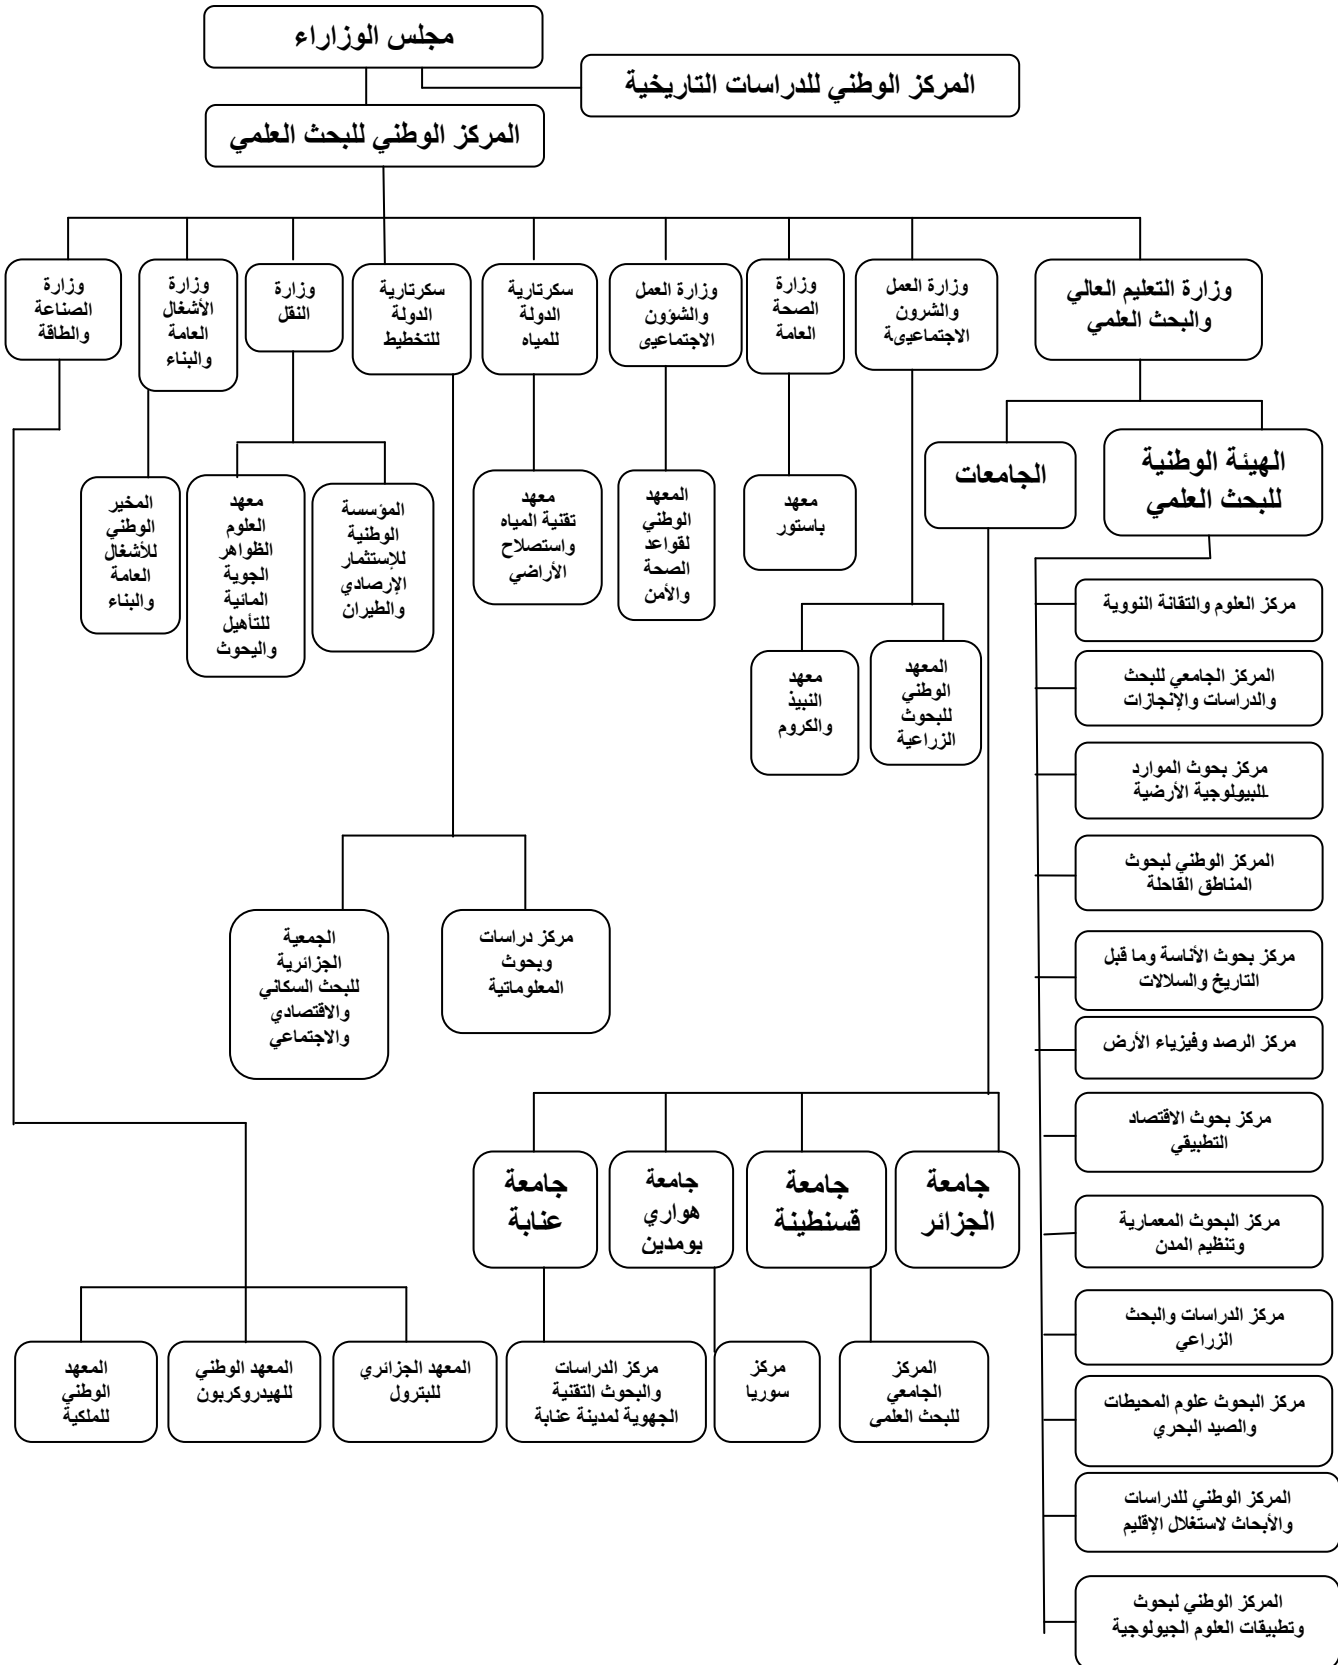 مجلس الوزاراء
المركز الوطني للدراسات التاريخية
المركز الوطني للبحث العلمي
وزارة التعليم العالي
والبحث العلمي
وزارة العمل
والشرون
الاجتماعيىة
وزارة
الصحة
العامة
وزارة العمل
والشؤون
الاجتماعيى
سكرتارية
الدولة
للمياه
سكرتارية
الدولة
للتخطيط
وزارة
النقل
وزارة
الأشغال
العامة
والبناء
وزارة
الصناعة
والطاقة
الهيئة الوطنية
للبحث العلمي
الجامعات
معهد
باستور
المعهد
الوطني
لقواعد
الصحة
والأمن
معهد
تقنية المياه
واستصلاح
الأراضي
المؤسسة
الوطنية
للإستثمار
الإرصادي
والطيران
معهد
العلوم
الظواهر
الجوية
المائية
للتأهيل
والبحوث
المخير
الوطني
للأشغال
العامة
والبناء
المعهد
الوطني
للبحوث
الزراعية
معهد
النبيذ
والكروم
مركز العلوم والتقانة النووية
المركز الجامعي للبحث
والدراسات والإنجازات
مركز بحوث الموارد
البيولوجية الأرضية
المركز الوطني لبحوث
المناطق القاحلة
مركز بحوث الأناسة وما قبل
التاريخ والسلالات
مركز الرصد وفيزياء الأرض
مركز بحوث الاقتصاد
التطبيقي
مركز البحوث المعمارية
وتنظيم المدن
مركز الدراسات والبحث
الزراعي
مركز البحوث علوم المحيطات
والصيد البحري
المركز الوطني للدراسات
والأبحاث لاستغلال الإقليم
المركز الوطني لبحوث
وتطبيقات العلوم الجيولوجية
مركز دراسات
وبحوث
المعلوماتية
الجمعية
الجزائرية
للبحث السكاني
والاقتصادي
والاجتماعي
جامعة
الجزائر
جامعة
قسنطينة
جامعة
هواري
بومدين
جامعة
عنابة
المركز
الجامعي
للبحث العلمى
مركز
سوريا
مركز الدراسات
والبحوث التقنية
الجهوية لمدينة عنابة
المعهد الجزائري
للبترول
المعهد الوطني
للهيدروكربون
المعهد
الوطني
للملكية